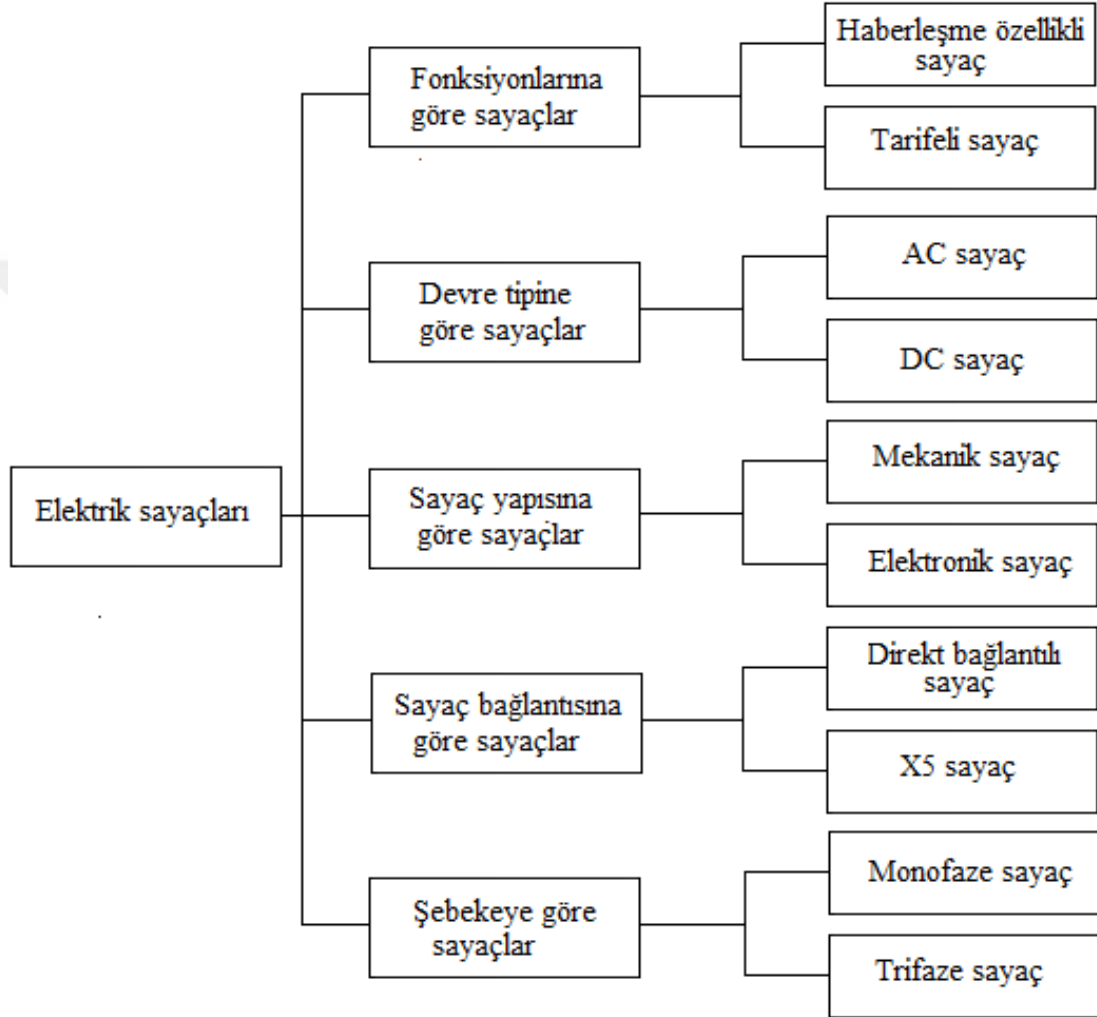 Elektrik sayaçları
Fonksiyonlarına
göre sayaçlar
Haberleşme özellikli
sayaç
Tarifeli sayaç
Devre tipine
göre sayaçlar
AC sayaç
DC sayaç
Sayaç yapısına
göre sayaçlar
Mekanik sayaç
Elektronik sayaç
Sayaç bağlantısına
göre sayaçlar
Direkt bağlantılı
sayaç
X5 sayaç
Şebekeye göre
sayaçlar
Monofaze sayaç
Trifaze sayaç